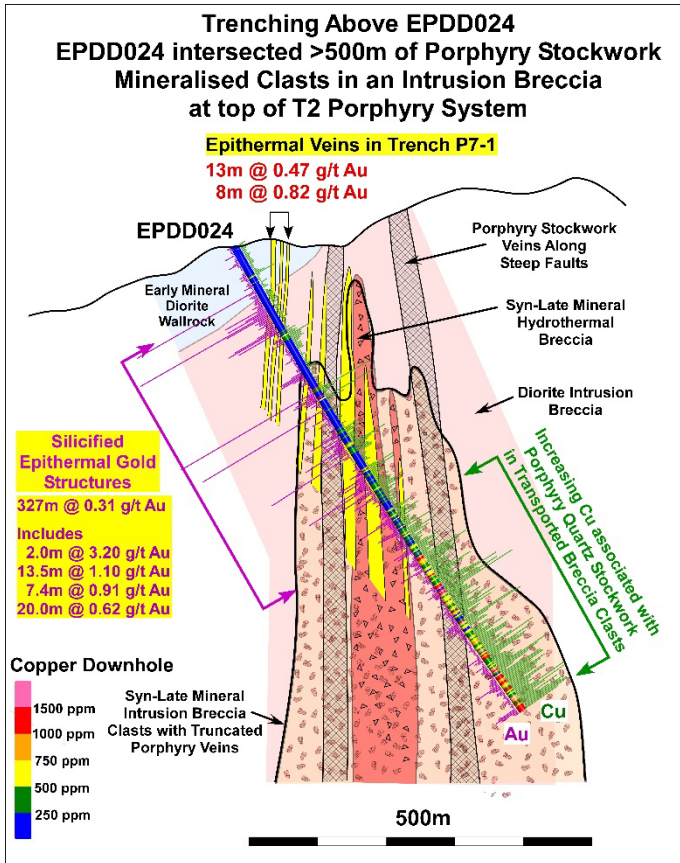 Trenching Above EPDD024
EPDD024 intersected >500m of Porphyry Stockwork
Mineralised Clasts in an Intrusion Breccia
at top of T2 Porphyry System
Epithermal Veins in Trench P7-1
13m @ 0.47 g/t Au
8m @ 0.82 g/t Au
EPDD024
Porphyry Stockwork
Veins Along
Steep Faults
Early Mineral
Diorite
Wallrock
Syn-Late Mineral
Hydrothermal
Breccia
Diorite Intrusion
Breccia
Silicified
Epithermal Gold
Structures
327m @ 0.31 g/t Au
Includes
2.0m @ 3.20 g/t Au
13.5m @ 1.10 g/t Au
7.4m @ 0.91 g/t Au
20.0m @ 0.62 g/t Au
Increasing Cu associated with
Porphyry Quartz Stockwork
in Transported Breccia Clasts
Copper Downhole
1500 ppm
1000 ppm
750 ppm
500 ppm
250 ppm
Syn-Late Mineral
Intrusion Breccia
Clasts with Truncated
Porphyry Veins
Cu
Au
500m